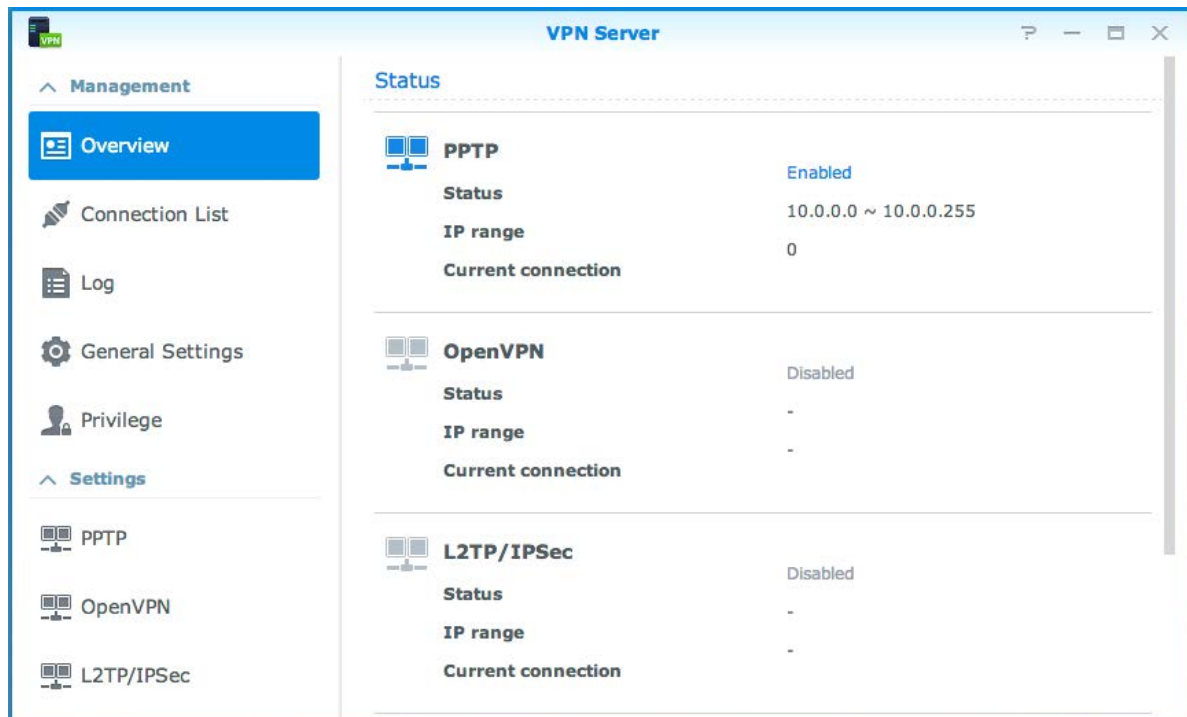 VPN
VPN Server
Management
Overview
Connection List
Log
General Settings
Privilege
Settings
PPTP
OpenVPN
L2TP/IPSec
Status
PPTP
Status
Enabled
IP range
10.0.0.0 ~ 10.0.0.255
Current connection
0
OpenVPN
Status
Disabled
IP range
-
Current connection
-
L2TP/IPSec
Status
Disabled
IP range
-
Current connection
-